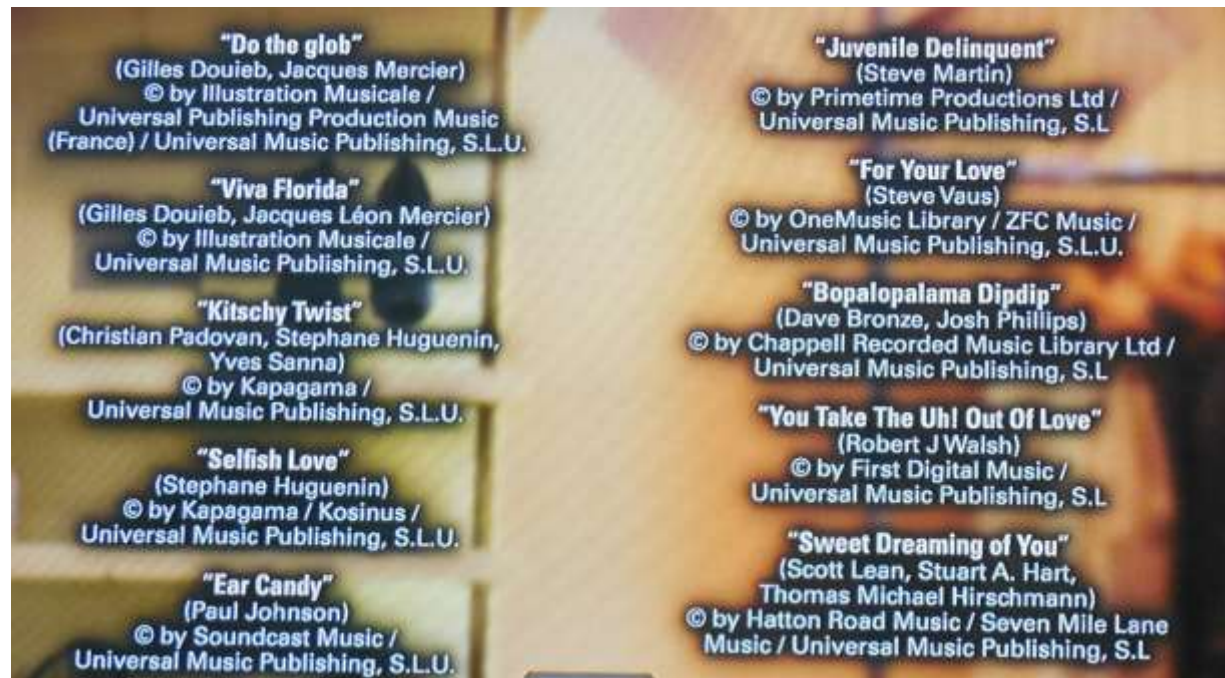 "Do the glob"
(Gilles Douieb, Jacques Mercier)
© by Illustration Musicale /
Universal Publishing Production Music
(France) / Universal Music Publishing, S.L.U.
"Viva Florida"
(Gilles Douieb, Jacques Léon Mercier)
© by Illustration Musicale /
Universal Music Publishing, S.L.U.
"Kitschy Twist"
(Christian Padovan, Stephane Huguenin,
Yves Sanna)
© by Kapagama /
Universal Music Publishing, S.L.U.
"Selfish Love"
(Stephane Huguenin)
© by Kapagama / Kosinus /
Universal Music Publishing, S.L.U.
"Ear Candy"
(Paul Johnson)
© by Soundcast Music /
Universal Music Publishing, S.L.U.
"Juvenile Delinquent"
(Steve Martin)
© by Primetime Productions Ltd /
Universal Music Publishing, S.L
"For Your Love"
(Steve Vaus)
© by OneMusic Library / ZFC Music /
Universal Music Publishing, S.L.U.
"Bopalopalama Dipdip"
(Dave Bronze, Josh Phillips)
© by Chappell Recorded Music Library Ltd /
Universal Music Publishing, S.L
"You Take The Uh! Out Of Love"
(Robert J Walsh)
© by First Digital Music /
Universal Music Publishing, S.L
"Sweet Dreaming of You"
(Scott Lean, Stuart A. Hart,
Thomas Michael Hirschmann)
© by Hatton Road Music / Seven Mile Lane
Music / Universal Music Publishing, S.L